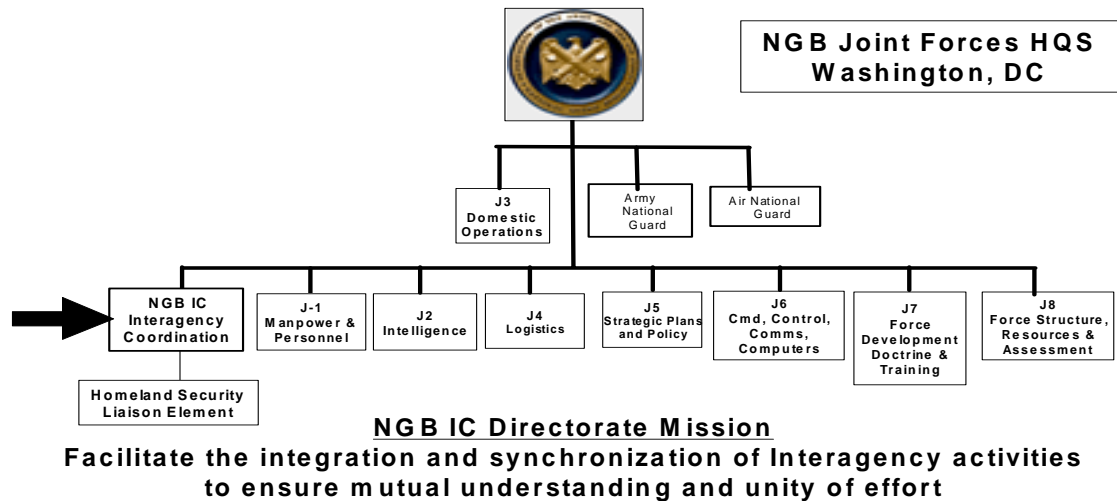 NGB Joint Forces HQS
Washington, DC
J3
Domestic
Operations
Army
National
Guard
Air National
Guard
NGB IC
Interagency
Coordination
J-1
Manpower &
Personnel
J2
Intelligence
J4
Logistics
J5
Strategic Plans
and Policy
J6
Cmd, Control,
Comms,
Computers
J7
Force
Development
Doctrine &
Training
J8
Force Structure,
Resources &
Assessment
Homeland Security
Liaison Element
NGB IC Directorate Mission
Facilitate the integration and synchronization of Interagency activities
to ensure mutual understanding and unity of effort